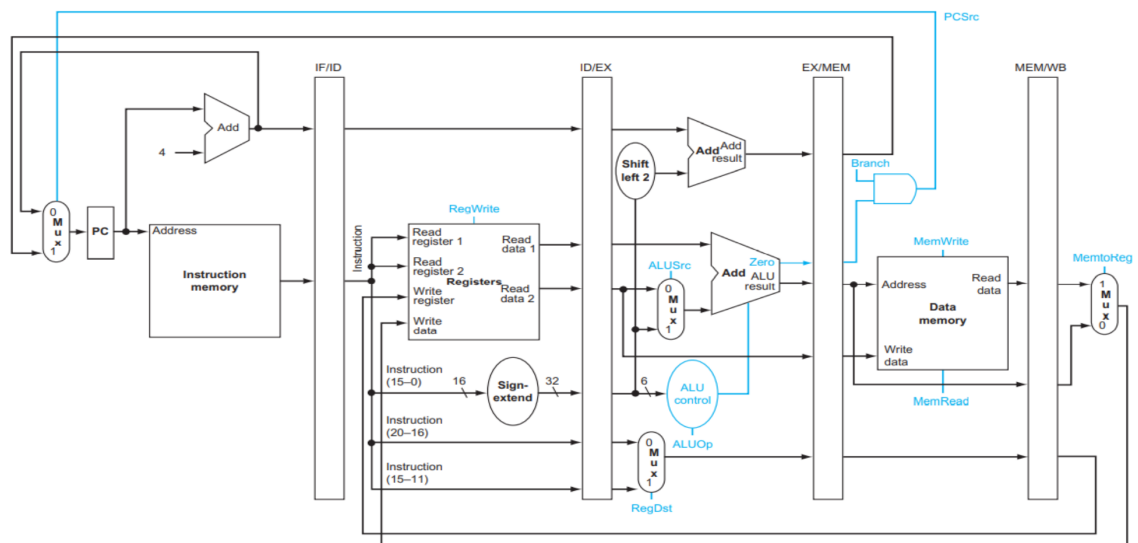 PCSrc
IF/ID
ID/EX
EX/MEM
MEM/WB
Add
4
0
M
u
x
1
PC
Address
Instruction
memory
Instruction
RegWrite
Read
register 1
Read
register 2
Write
register
Write
data
Registers
Read
data 1
Read
data 2
Instruction
(15–0)
16
Sign-
extend
32
Instruction
(20–16)
Instruction
(15–11)
Shift
left 2
Add
Add
result
ALUSrc
0
M
u
x
1
Add
Zero
ALU
result
6
ALU
control
ALUOp
0
M
u
x
1
RegDst
Branch
MemWrite
Address
Read
data
Data
memory
Write
data
MemRead
MemtoReg
1
M
u
x
0